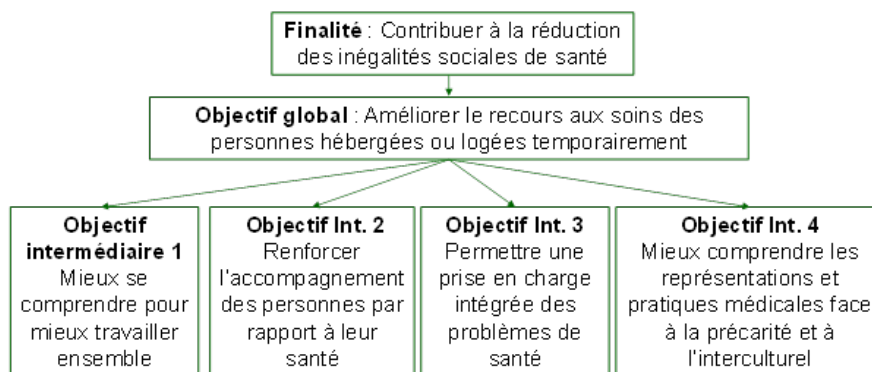 Finalité : Contribuer à la réduction
des inégalités sociales de santé
Objectif global : Améliorer le recours aux soins des
personnes hébergées ou logées temporairement
Objectif
intermédiaire 1
Mieux se
comprendre pour
mieux travailler
ensemble
Objectif Int. 2
Renforcer
l'accompagnement
des personnes par
rapport à leur
santé
Objectif Int. 3
Permettre une
prise en charge
intégrée des
problèmes de
santé
Objectif Int. 4
Mieux comprendre les
représentations et
pratiques médicales face
à la précarité et à
l'interculturel